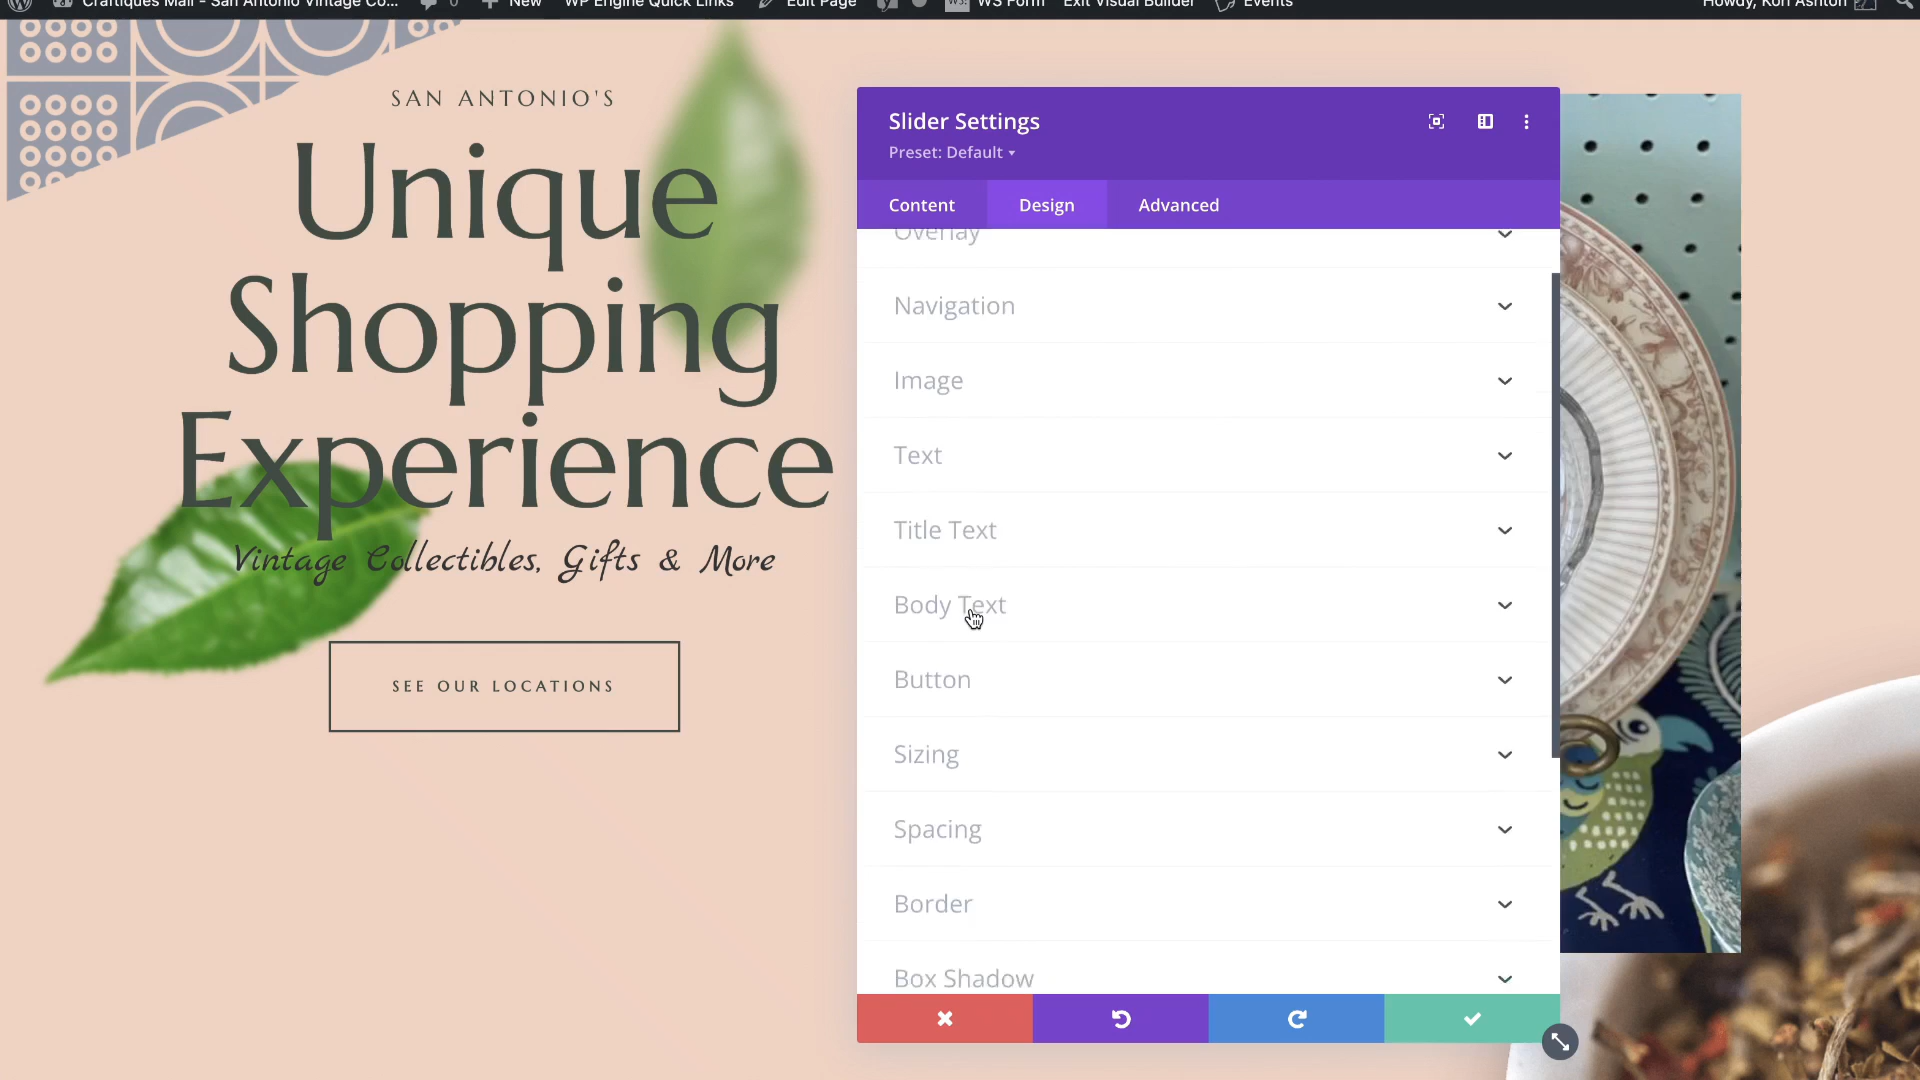 Craftiques Mall - San Antonio Vintage Co... 0 New WP Engine Quick Links Edit Page WS Form Exit Visual Builder Events Howdy, Kori Ashton
SAN ANTONIO'S
Unique
Shopping
Experience
Vintage Collectibles, Gifts & More
SEE OUR LOCATIONS
Slider Settings
Preset: Default
Content Design Advanced
Overlay
Navigation
Image
Text
Title Text
Body Text
Button
Sizing
Spacing
Border
Box Shadow